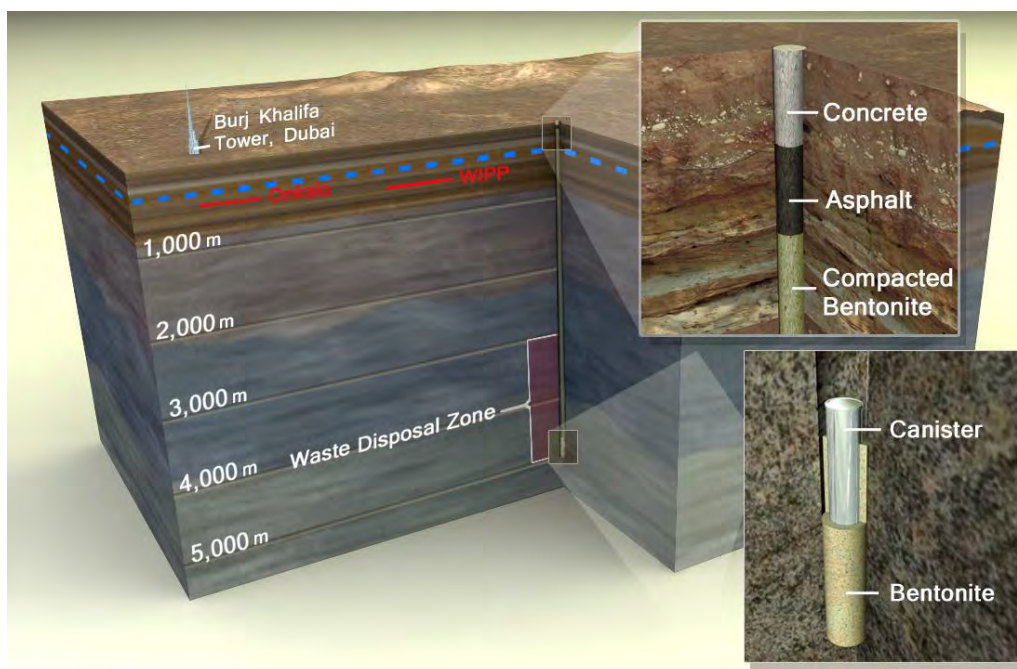 Burj Khalifa
Tower, Dubai
Onkalo
WIPP
1,000 m
2,000 m
3,000 m
4,000 m
5,000 m
Waste Disposal Zone
Concrete
Asphalt
Compacted
Bentonite
Canister
Bentonite